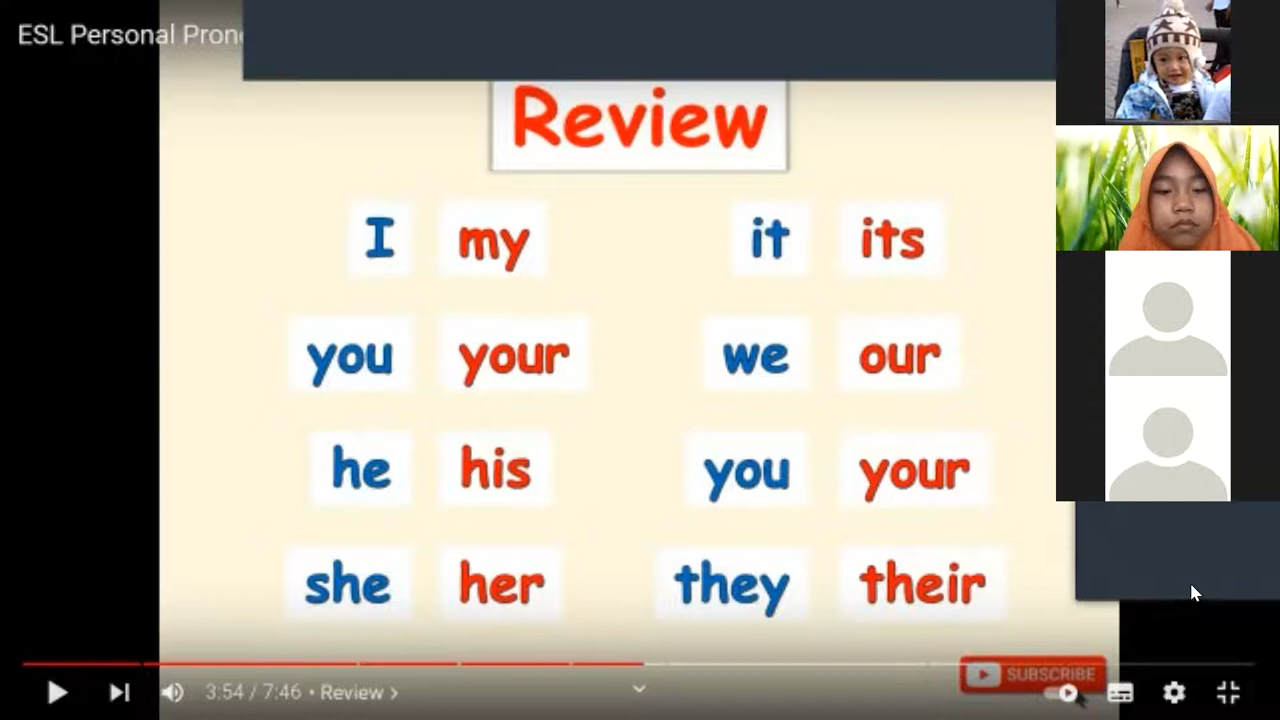 ESL Personal Pron
Review
I my it its
you your we our
he his you your
she her they their
SUBSCRIBE
3:54 / 7:46 • Review >